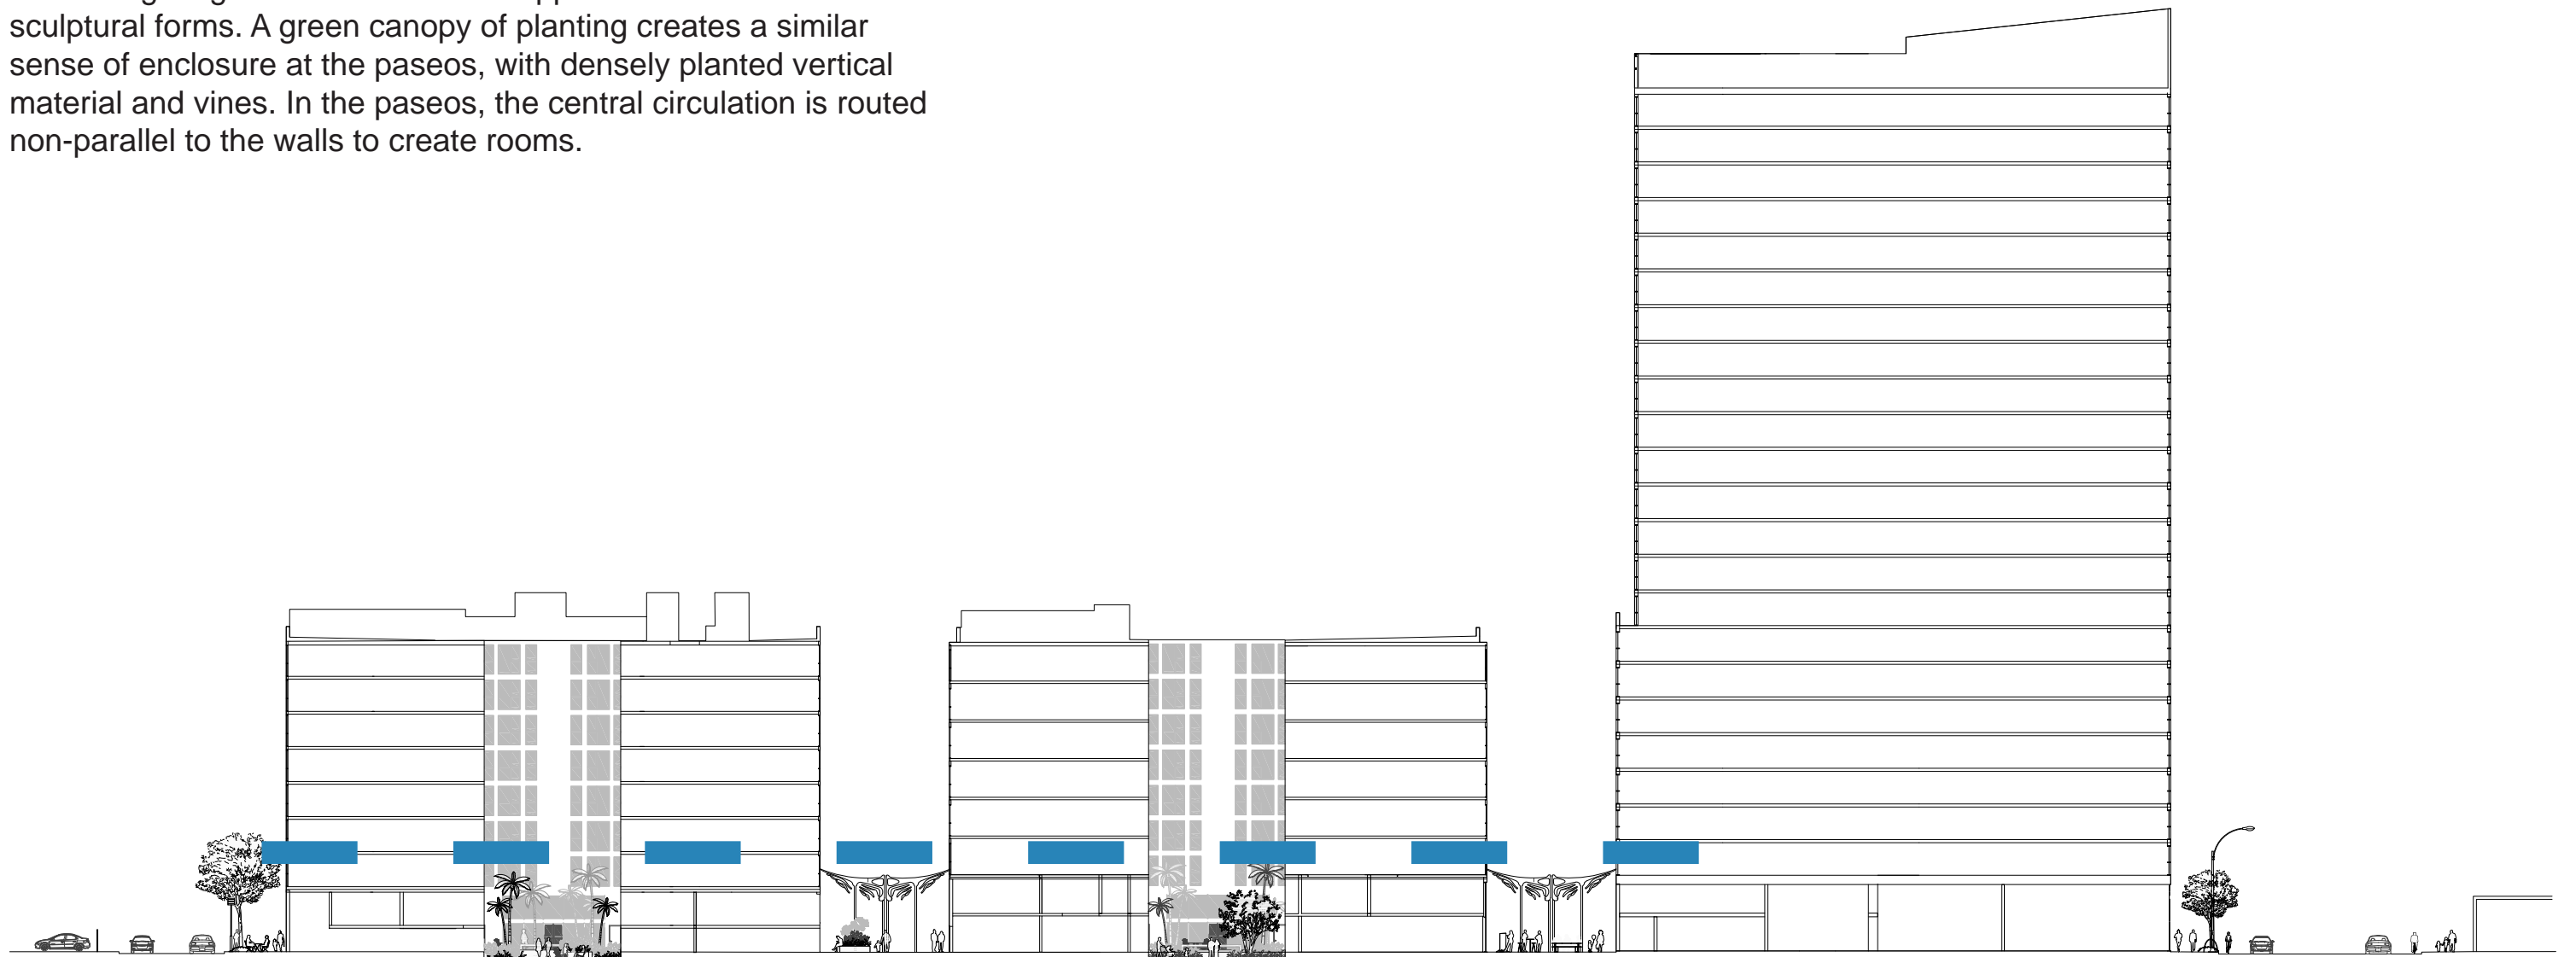 sculptural forms. A green canopy of planting creates a similar
sense of enclosure at the paseos, with densely planted vertical
material and vines. In the paseos, the central circulation is routed
non-parallel to the walls to create rooms.